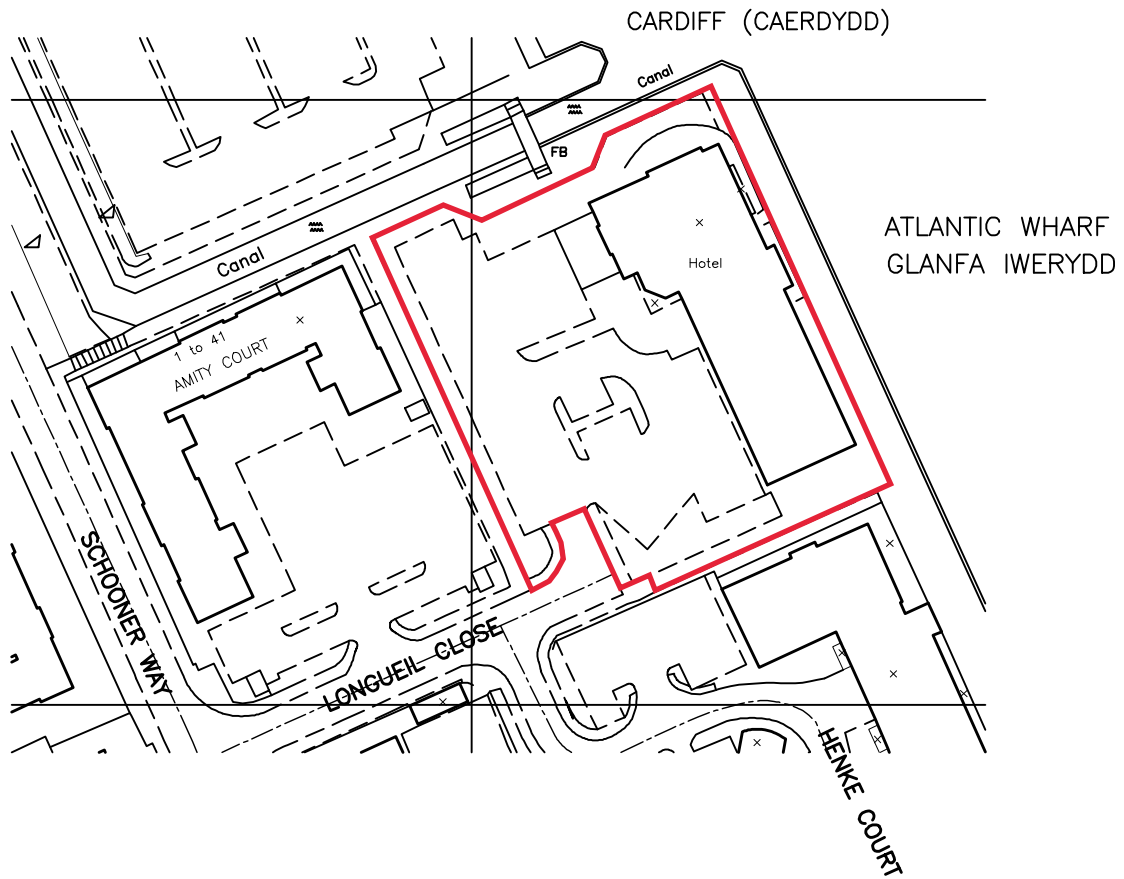 CARDIFF (CAERDYDD)
Canal
FB
ATLANTIC WHARF
GLANFA IWERYDD
Canal
Hotel
1 to 41
AMITY COURT
SCHOONER WAY
LONGUEIL CLOSE
HENKE COURT